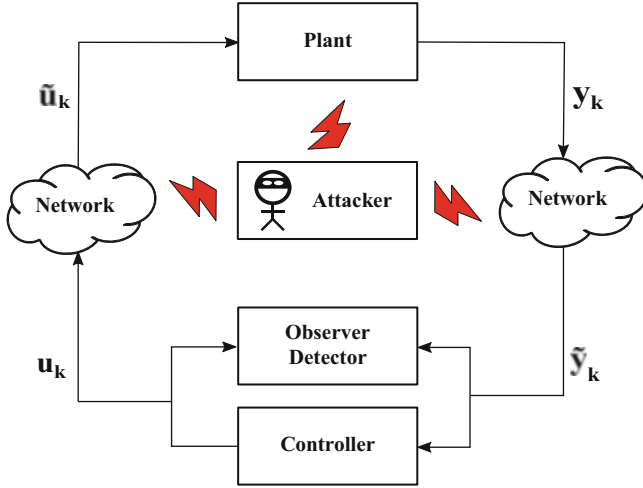 Plant
ũₖ
yₖ
Network
Attacker
Network
Observer
Detector
uₖ
ỹₖ
Controller